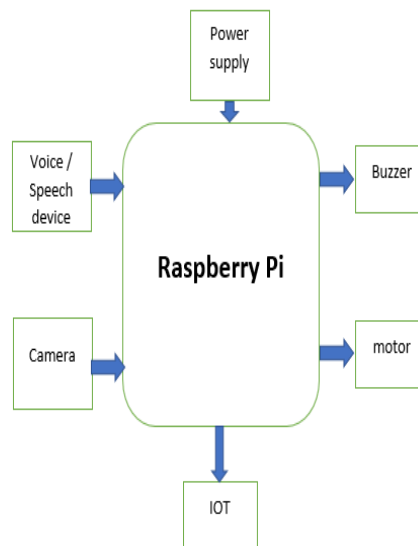 Power
supply
Voice /
Speech
device
Buzzer
Raspberry Pi
Camera
motor
IOT